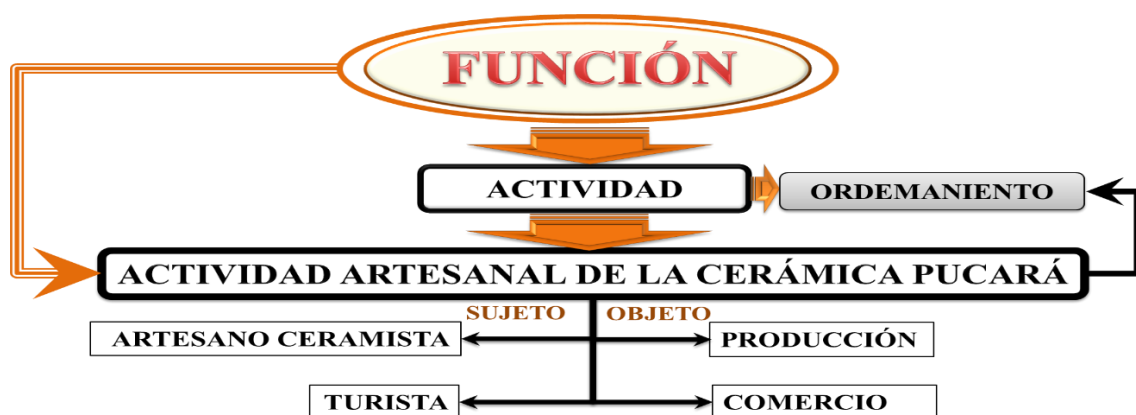 FUNCIÓN
ACTIVIDAD
ORDEMANIENTO
ACTIVIDAD ARTESANAL DE LA CERÁMICA PUCARÁ
SUJETO
OBJETO
ARTESANO CERAMISTA
PRODUCCIÓN
TURISTA
COMERCIO